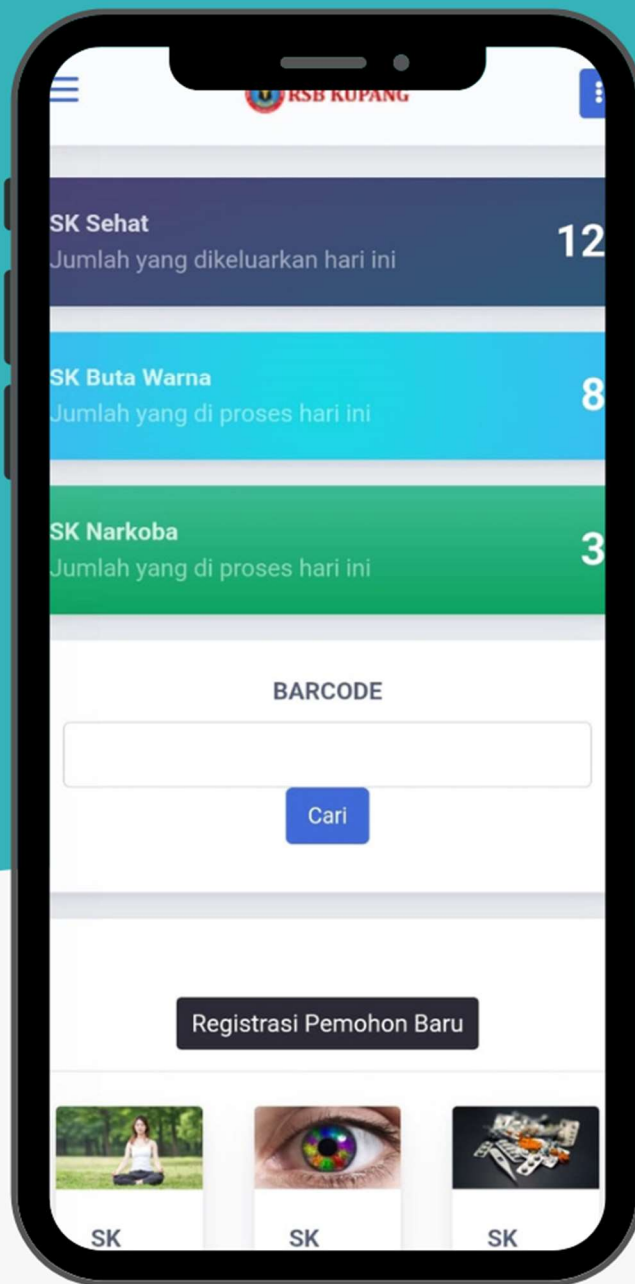 RSB KUPANG
SK Sehat
Jumlah yang dikeluarkan hari ini
12
SK Buta Warna
Jumlah yang di proses hari ini
8
SK Narkoba
Jumlah yang di proses hari ini
3
BARCODE
Cari
Registrasi Pemohon Baru
SK
SK
SK